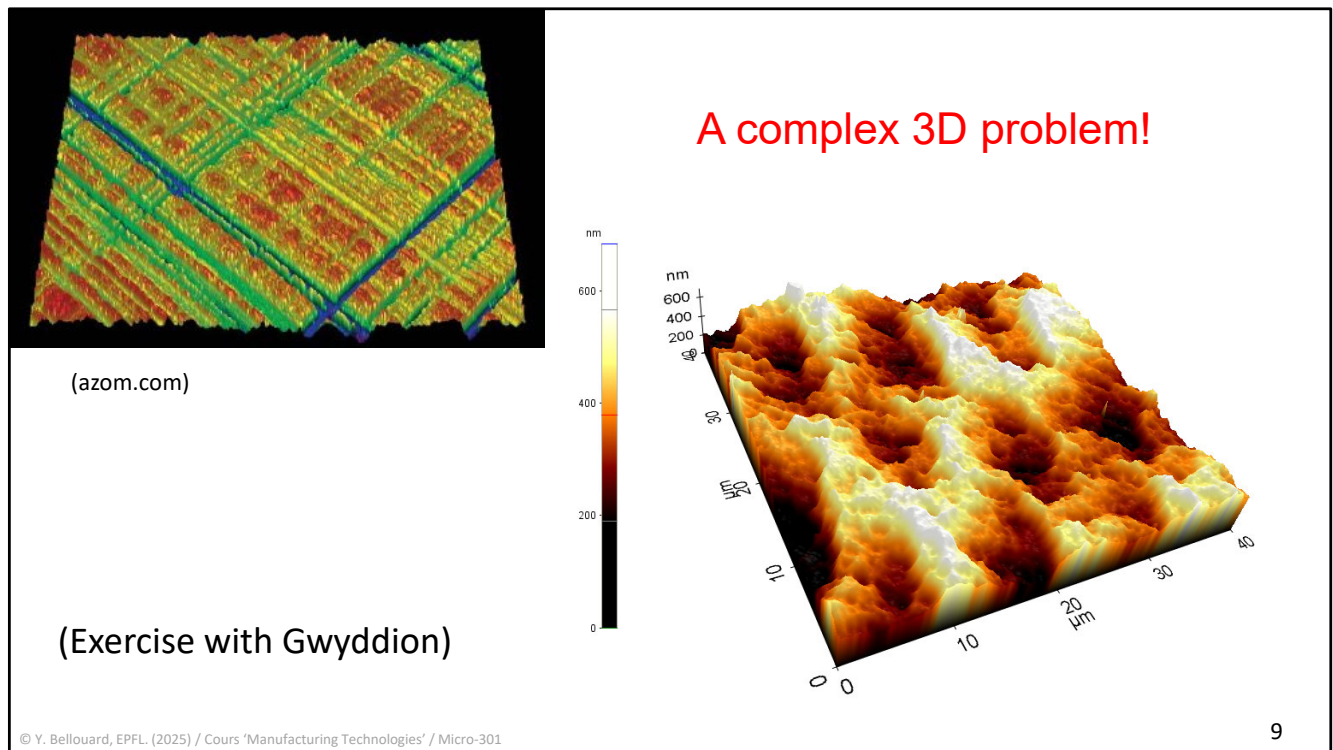 A complex 3D problem!
(azom.com)
nm
600
400
200
0
nm
600
400
200
0
40
30
20
µm
10
0
0
10
20
µm
30
40
(Exercise with Gwyddion)
© Y. Bellouard, EPFL. (2025) / Cours ‘Manufacturing Technologies’ / Micro-301
9